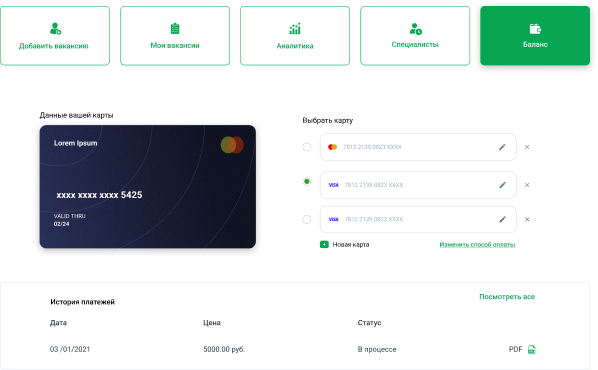 Добавить вакансию Мои вакансии Аналитика Специалисты Баланс
Данные вашей карты
Выбрать карту
Lorem Ipsum
xxxx xxxx xxxx 5425
VALID THRU
02/24
7812 2139 0823 XXXX
VISA 7812 2139 0823 XXXX
VISA 7812 2139 0823 XXXX
Новая карта Изменить способ оплаты
История платежей Посмотреть все
Дата Цена Статус
03 /01/2021 5000.00 руб. В процессе PDF